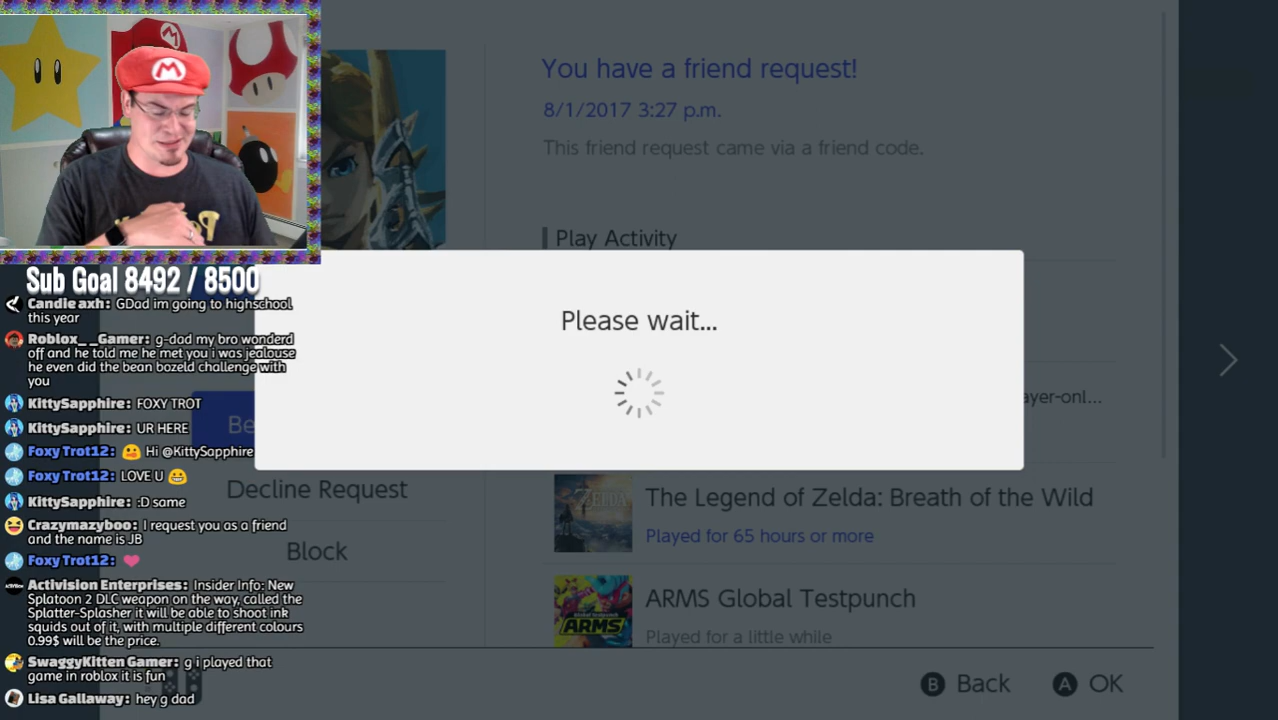 You have a friend request!
8/1/2017 3:27 p.m.
This friend request came via a friend code.
Play Activity
Please wait...
ayer-onl...
The Legend of Zelda: Breath of the Wild
Played for 65 hours or more
ARMS Global Testpunch
Played for a little while
Be
Decline Request
Block
B Back
A OK
M
M
ZELDA
ARMS
Sub Goal 8492 / 8500
Candie axh: GDad im going to highschool
this year
Roblox__Gamer: g-dad my bro wonderd
off and he told me he met you i was jealouse
he even did the bean bozeld challenge with
you
KittySapphire: FOXY TROT
KittySapphire: UR HERE
Foxy Trot12: Hi @KittySapphire
Foxy Trot12: LOVE U
KittySapphire: :D same
Crazymazyboo: I request you as a friend
and the name is JB
Foxy Trot12:
Activision Enterprises: Insider Info: New
Splatoon 2 DLC weapon on the way, called the
Splatter-Splasher it will be able to shoot ink
squids out of it, with multiple different colours
0.99$ will be the price.
SwaggyKitten Gamer: g i played that
game in roblox it is fun
Lisa Gallaway: hey g dad